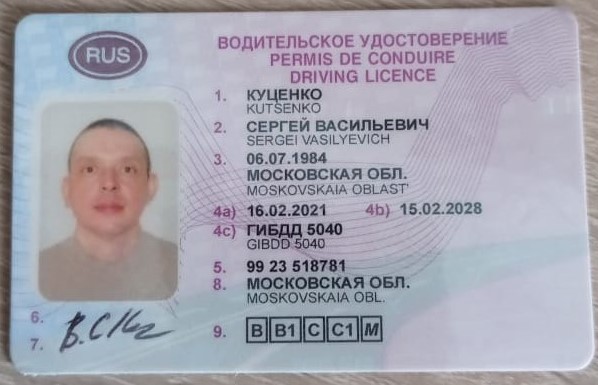 RUS
ВОДИТЕЛЬСКОЕ УДОСТОВЕРЕНИЕ
PERMIS DE CONDUIRE
DRIVING LICENCE
1. КУЦЕНКО
KUTSENKO
2. СЕРГЕЙ ВАСИЛЬЕВИЧ
SERGEI VASILYEVICH
3. 06.07.1984
МОСКОВСКАЯ ОБЛ.
MOSKOVSKAIA OBLAST'
4a) 16.02.2021 4b) 15.02.2028
4c) ГИБДД 5040
GIBDD 5040
5. 99 23 518781
8. МОСКОВСКАЯ ОБЛ.
MOSKOVSKAIA OBL.
6.
7.
9. B B1 C C1 M